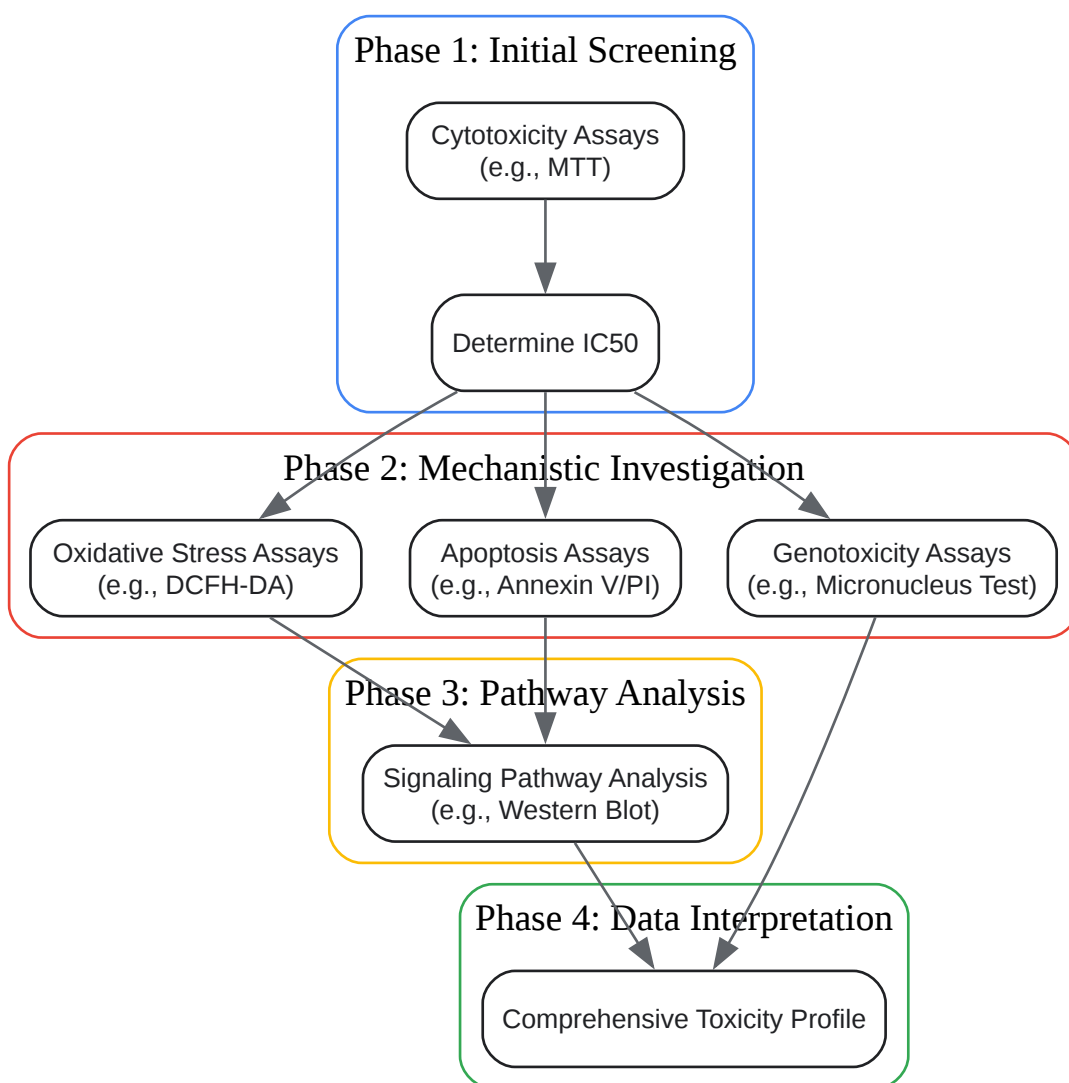 Phase 1: Initial Screening
Cytotoxicity Assays
(e.g., MTT)
Determine IC50
Phase 2: Mechanistic Investigation
Oxidative Stress Assays
(e.g., DCFH-DA)
Apoptosis Assays
(e.g., Annexin V/PI)
Genotoxicity Assays
(e.g., Micronucleus Test)
Phase 3: Pathway Analysis
Signaling Pathway Analysis
(e.g., Western Blot)
Phase 4: Data Interpretation
Comprehensive Toxicity Profile